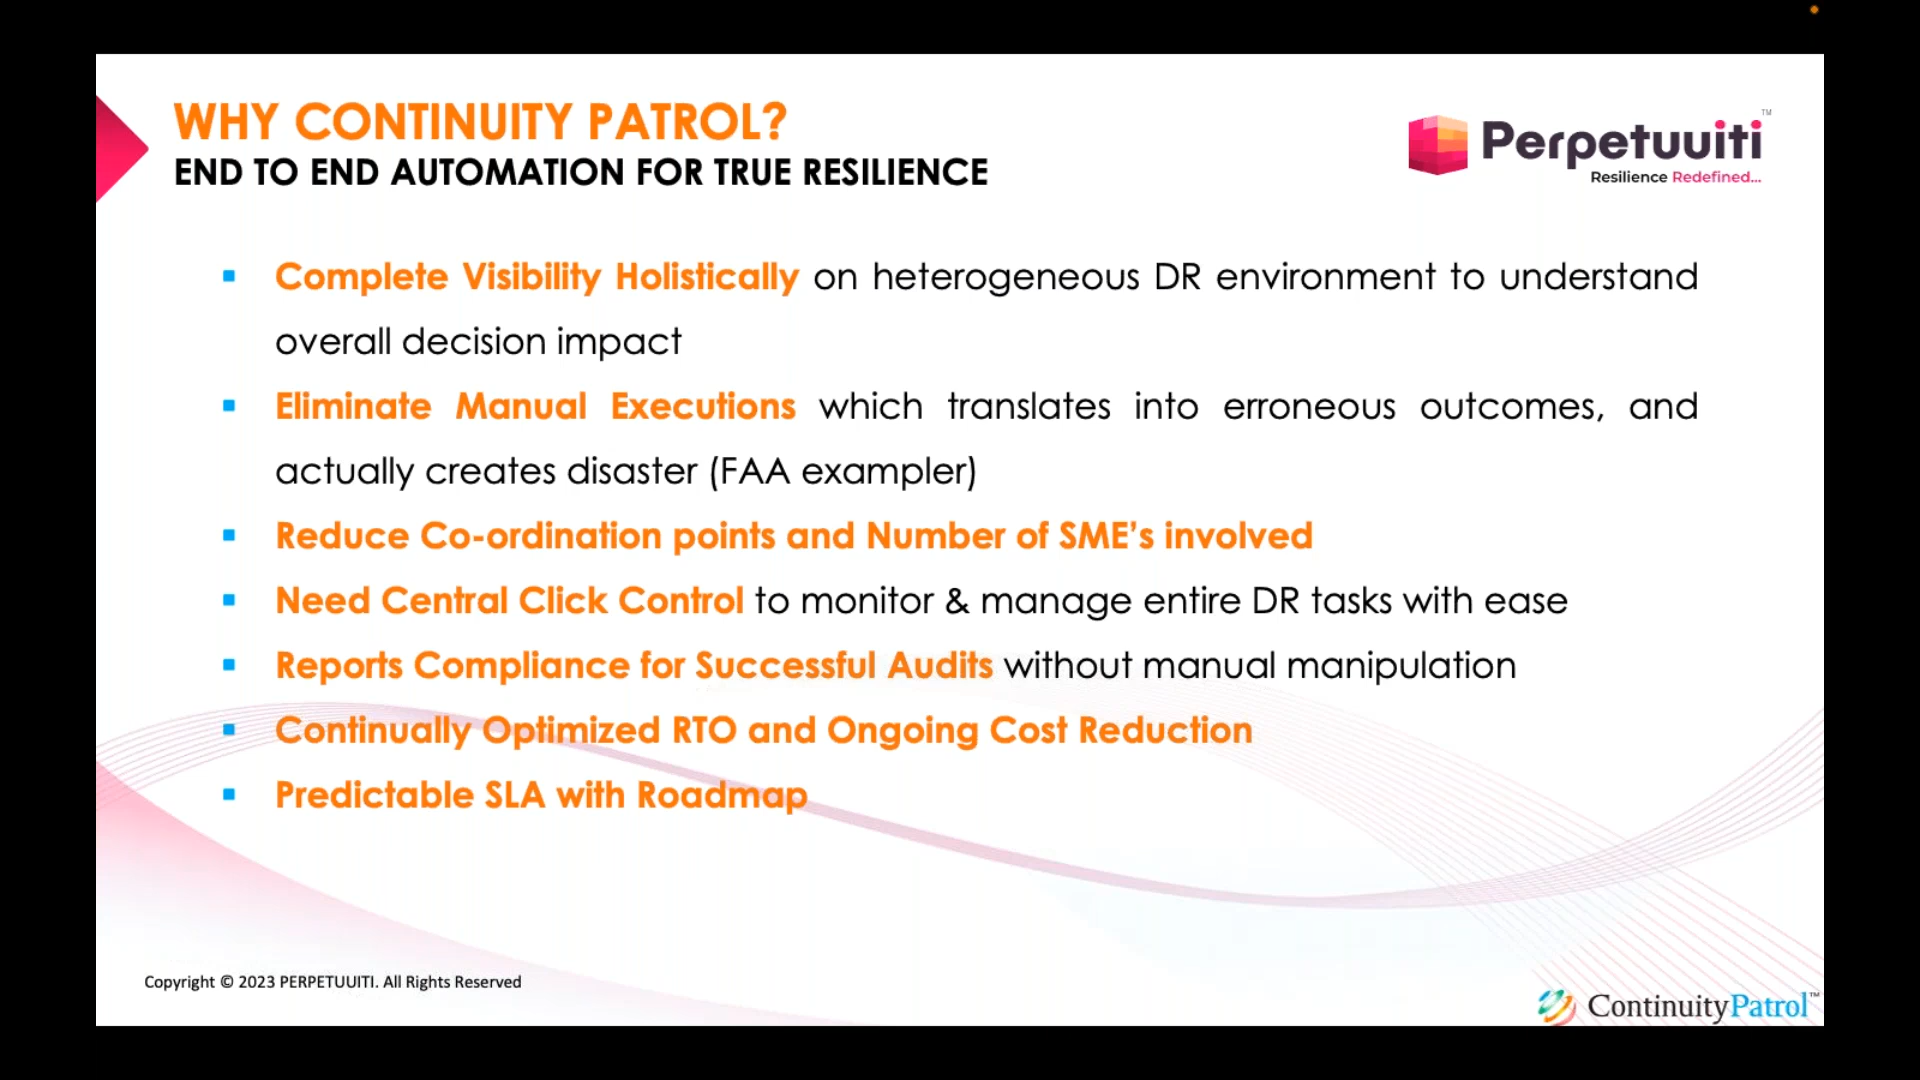 WHY CONTINUITY PATROL?
END TO END AUTOMATION FOR TRUE RESILIENCE
Perpetuuiti™
Resilience Redefined...
▪ Complete Visibility Holistically on heterogeneous DR environment to understand
overall decision impact
▪ Eliminate Manual Executions which translates into erroneous outcomes, and
actually creates disaster (FAA exampler)
▪ Reduce Co-ordination points and Number of SME’s involved
▪ Need Central Click Control to monitor & manage entire DR tasks with ease
▪ Reports Compliance for Successful Audits without manual manipulation
▪ Continually Optimized RTO and Ongoing Cost Reduction
▪ Predictable SLA with Roadmap
Copyright © 2023 PERPETUUITI. All Rights Reserved
ContinuityPatrol™